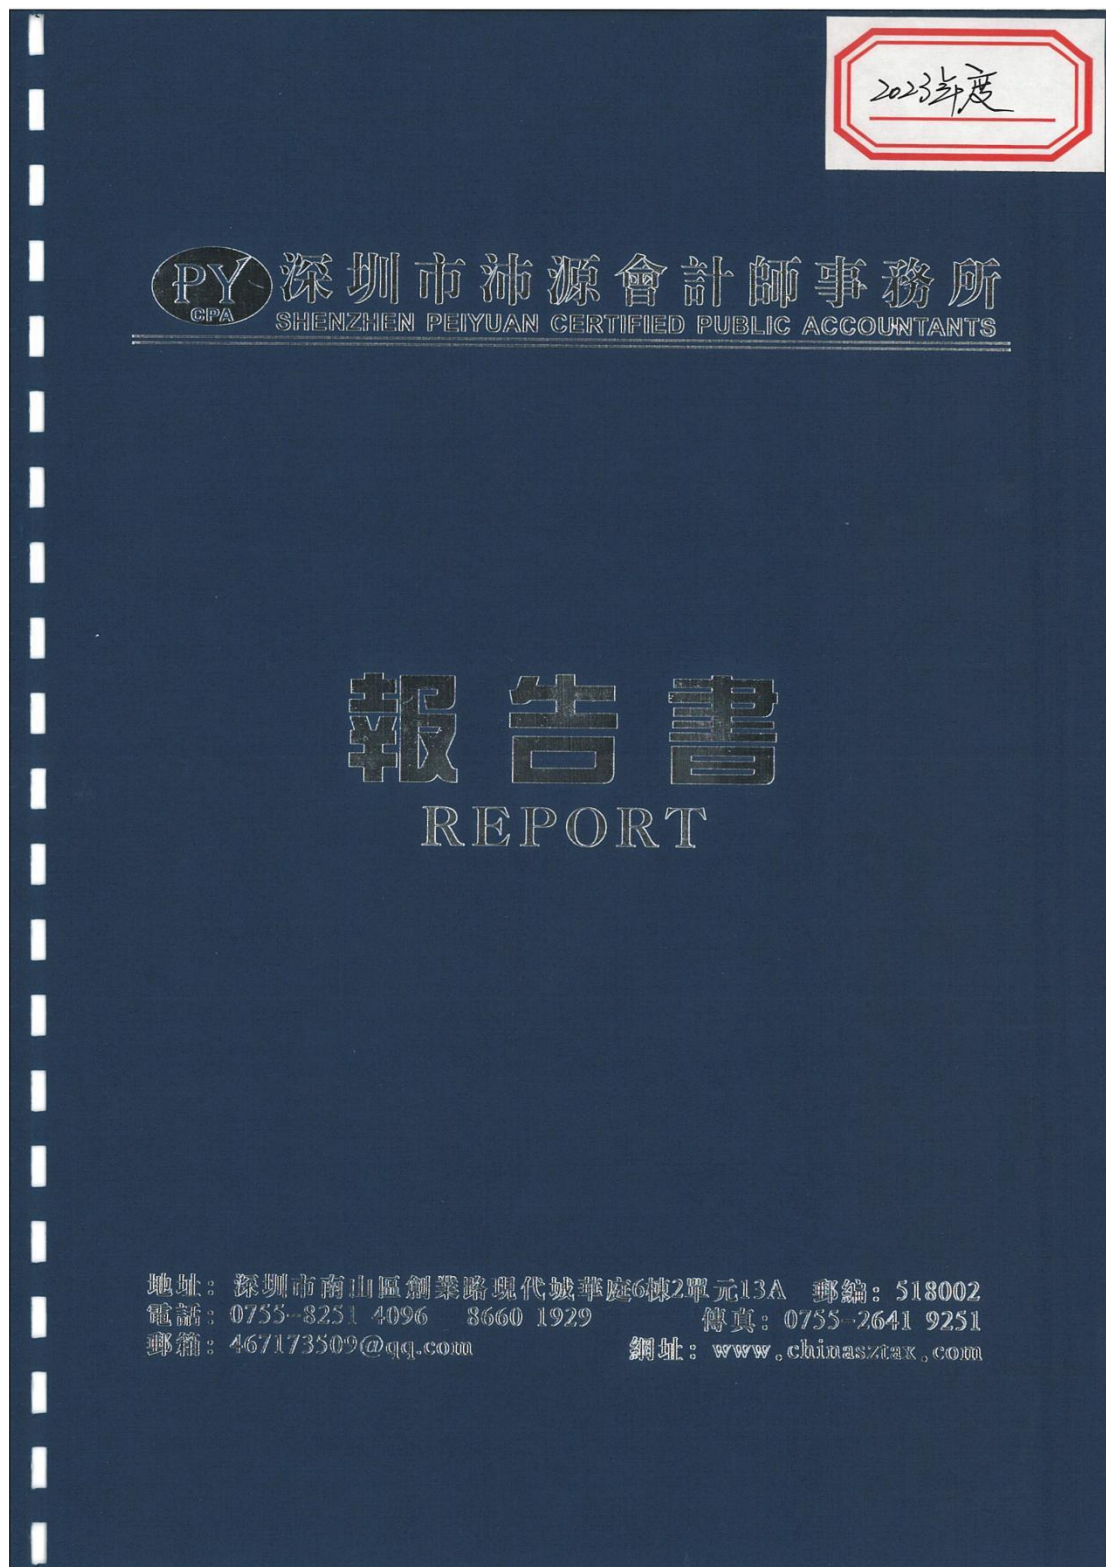 2023年度
PY
CPA
深圳市沛源會計師事務所
SHENZHEN PEIYUAN CERTIFIED PUBLIC ACCOUNTANTS
報告書
REPORT
地址：深圳市南山區創業路現代城華庭6棟2單元13A 郵編：518002
電話：0755-8251 4096 8660 1929 傳真：0755-2641 9251
郵箱：467173509@qq.com 網址：www.chinasztax.com